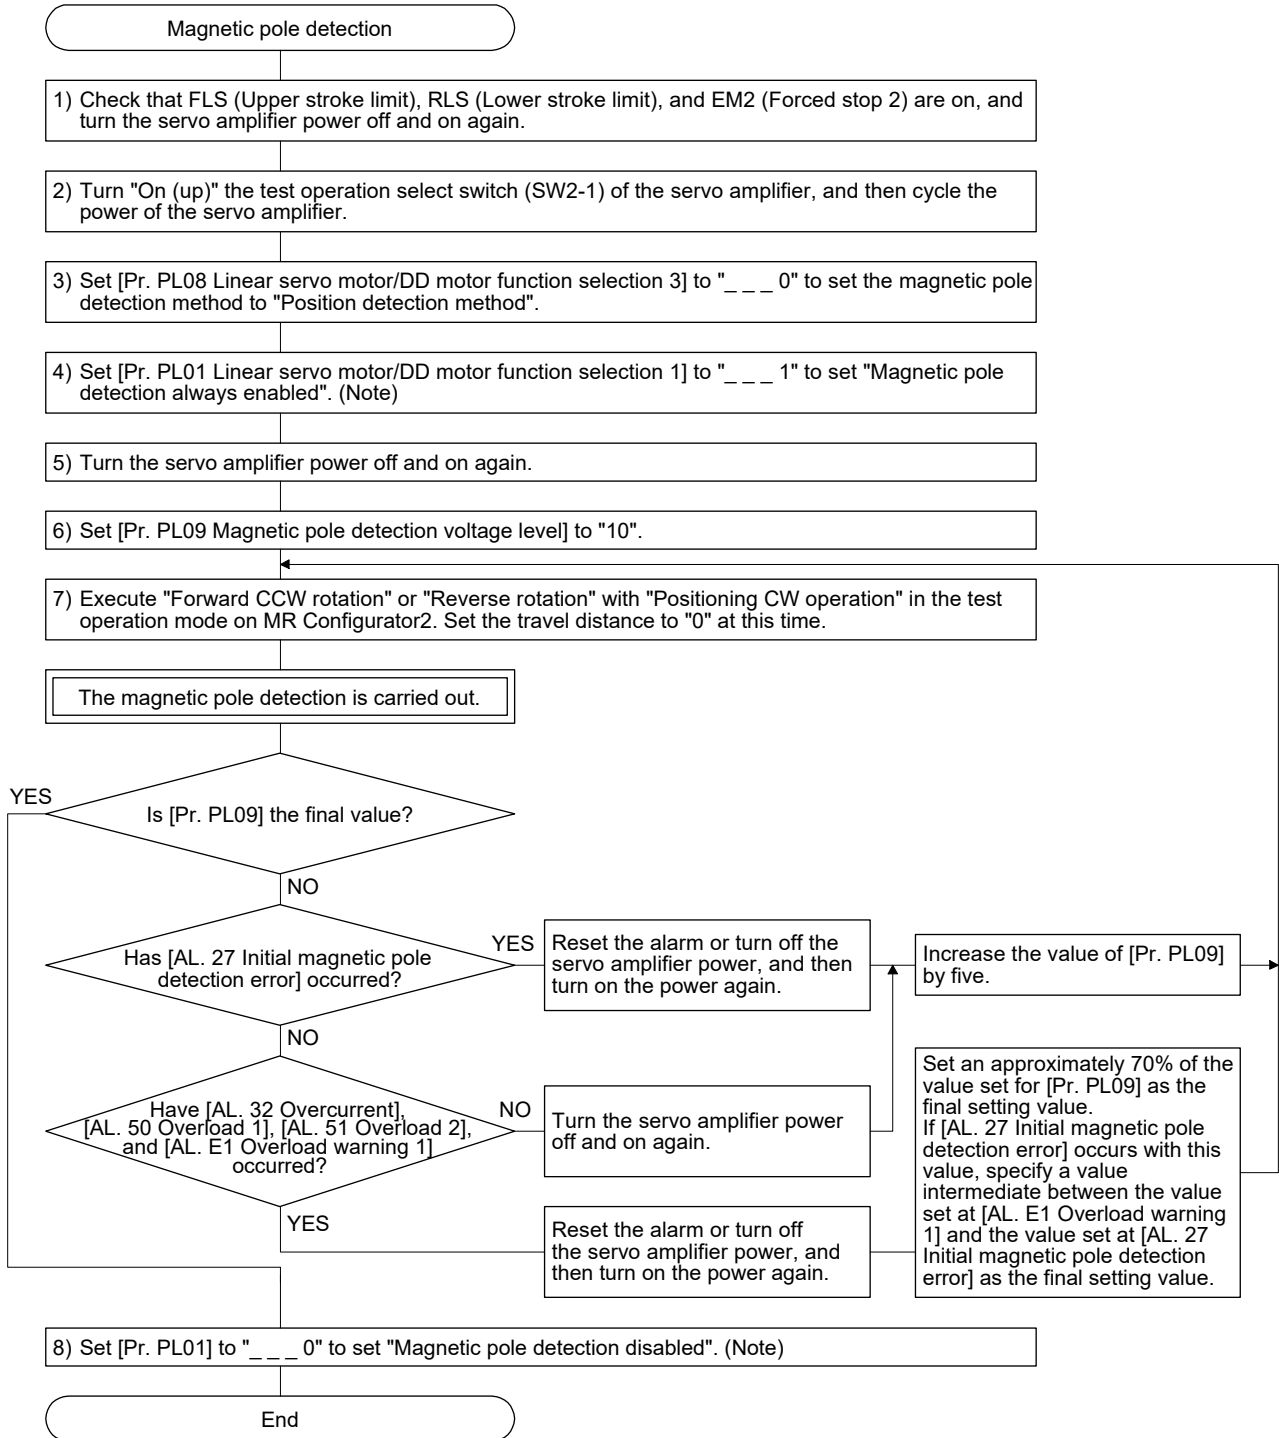 Magnetic pole detection
1) Check that FLS (Upper stroke limit), RLS (Lower stroke limit), and EM2 (Forced stop 2) are on, and
turn the servo amplifier power off and on again.
2) Turn "On (up)" the test operation select switch (SW2-1) of the servo amplifier, and then cycle the
power of the servo amplifier.
3) Set [Pr. PL08 Linear servo motor/DD motor function selection 3] to "_ _ _ 0" to set the magnetic pole
detection method to "Position detection method".
4) Set [Pr. PL01 Linear servo motor/DD motor function selection 1] to "_ _ _ 1" to set "Magnetic pole
detection always enabled". (Note)
5) Turn the servo amplifier power off and on again.
6) Set [Pr. PL09 Magnetic pole detection voltage level] to "10".
7) Execute "Forward CCW rotation" or "Reverse rotation" with "Positioning CW operation" in the test
operation mode on MR Configurator2. Set the travel distance to "0" at this time.
The magnetic pole detection is carried out.
YES
Is [Pr. PL09] the final value?
NO
Has [AL. 27 Initial magnetic pole
detection error] occurred?
YES
Reset the alarm or turn off the
servo amplifier power, and then
turn on the power again.
Increase the value of [Pr. PL09]
by five.
NO
Have [AL. 32 Overcurrent],
[AL. 50 Overload 1], [AL. 51 Overload 2],
and [AL. E1 Overload warning 1]
occurred?
NO
Turn the servo amplifier power
off and on again.
Set an approximately 70% of the
value set for [Pr. PL09] as the
final setting value.
If [AL. 27 Initial magnetic pole
detection error] occurs with this
value, specify a value
intermediate between the value
set at [AL. E1 Overload warning
1] and the value set at [AL. 27
Initial magnetic pole detection
error] as the final setting value.
YES
Reset the alarm or turn off
the servo amplifier power, and
then turn on the power again.
8) Set [Pr. PL01] to "_ _ _ 0" to set "Magnetic pole detection disabled". (Note)
End